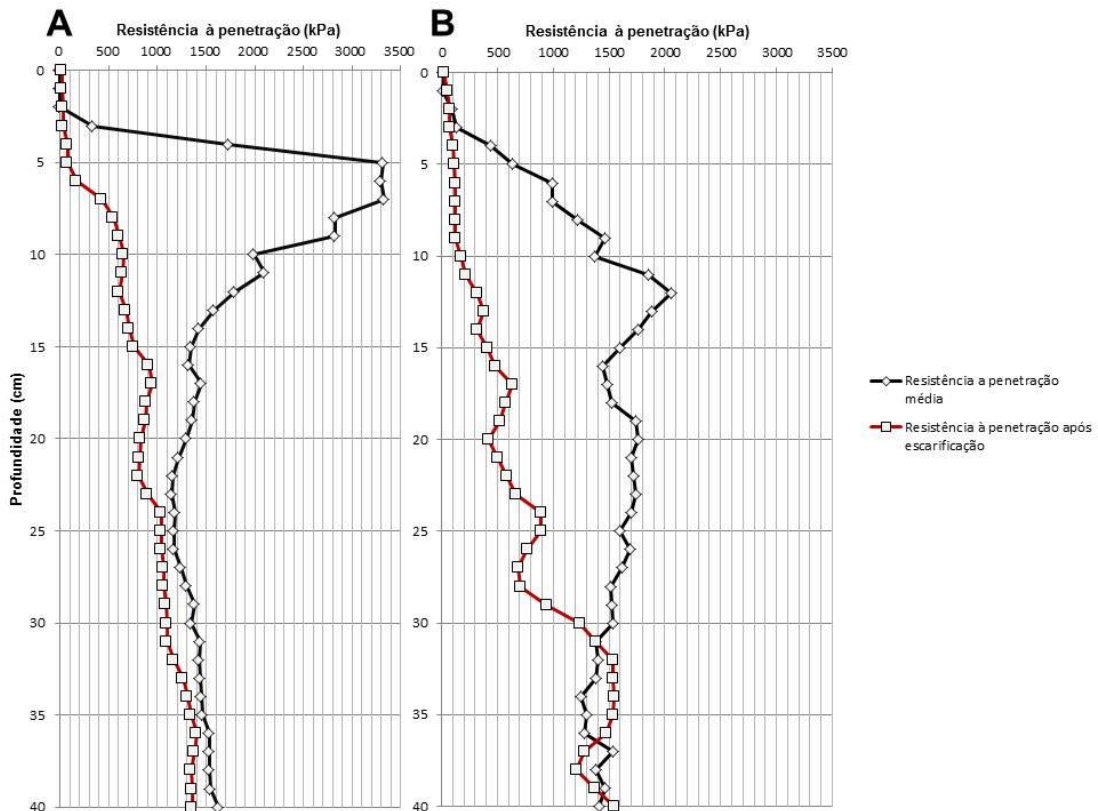 A
Resistência à penetração (kPa)
0 500 1000 1500 2000 2500 3000 3500
0
5
10
15
20
25
30
35
40
Profundidade (cm)
B
Resistência à penetração (kPa)
0 500 1000 1500 2000 2500 3000 3500
0
5
10
15
20
25
30
35
40
Resistência a penetração
média
Resistência à penetração após
escarificação